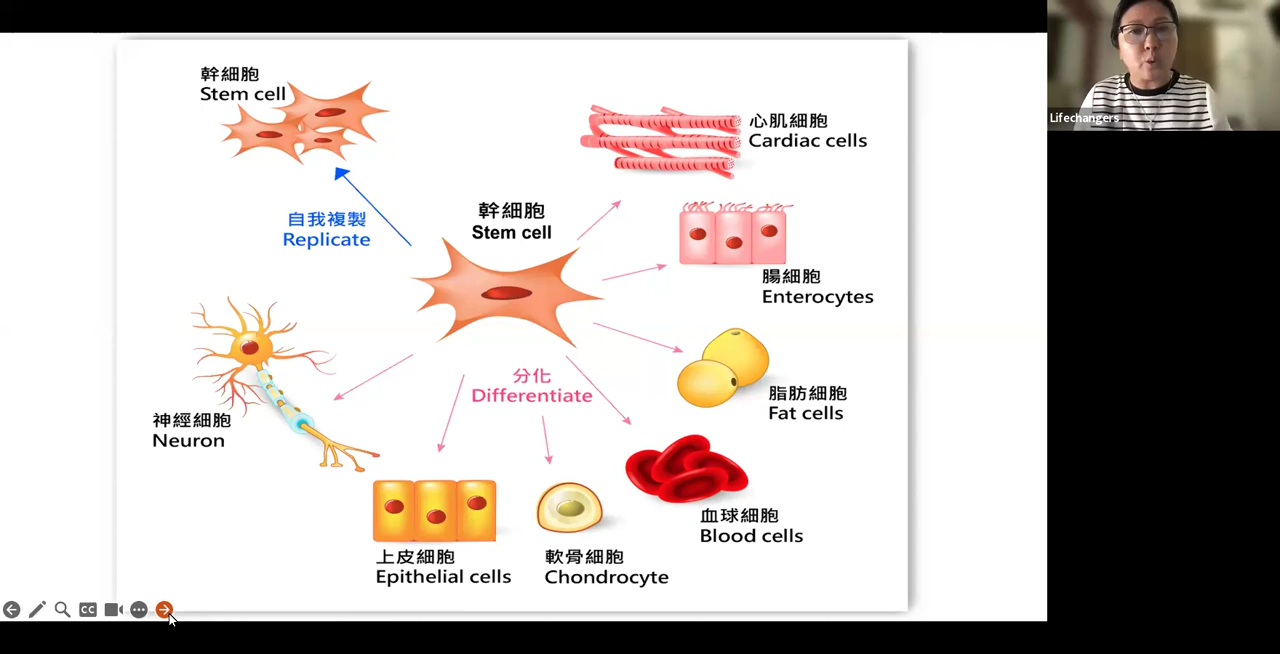 幹細胞
Stem cell
心肌細胞
Cardiac cells
幹細胞
Stem cell
自我複製
Replicate
腸細胞
Enterocytes
分化
Differentiate
脂肪細胞
Fat cells
神經細胞
Neuron
血球細胞
Blood cells
上皮細胞
Epithelial cells
軟骨細胞
Chondrocyte
Lifechangers
CC